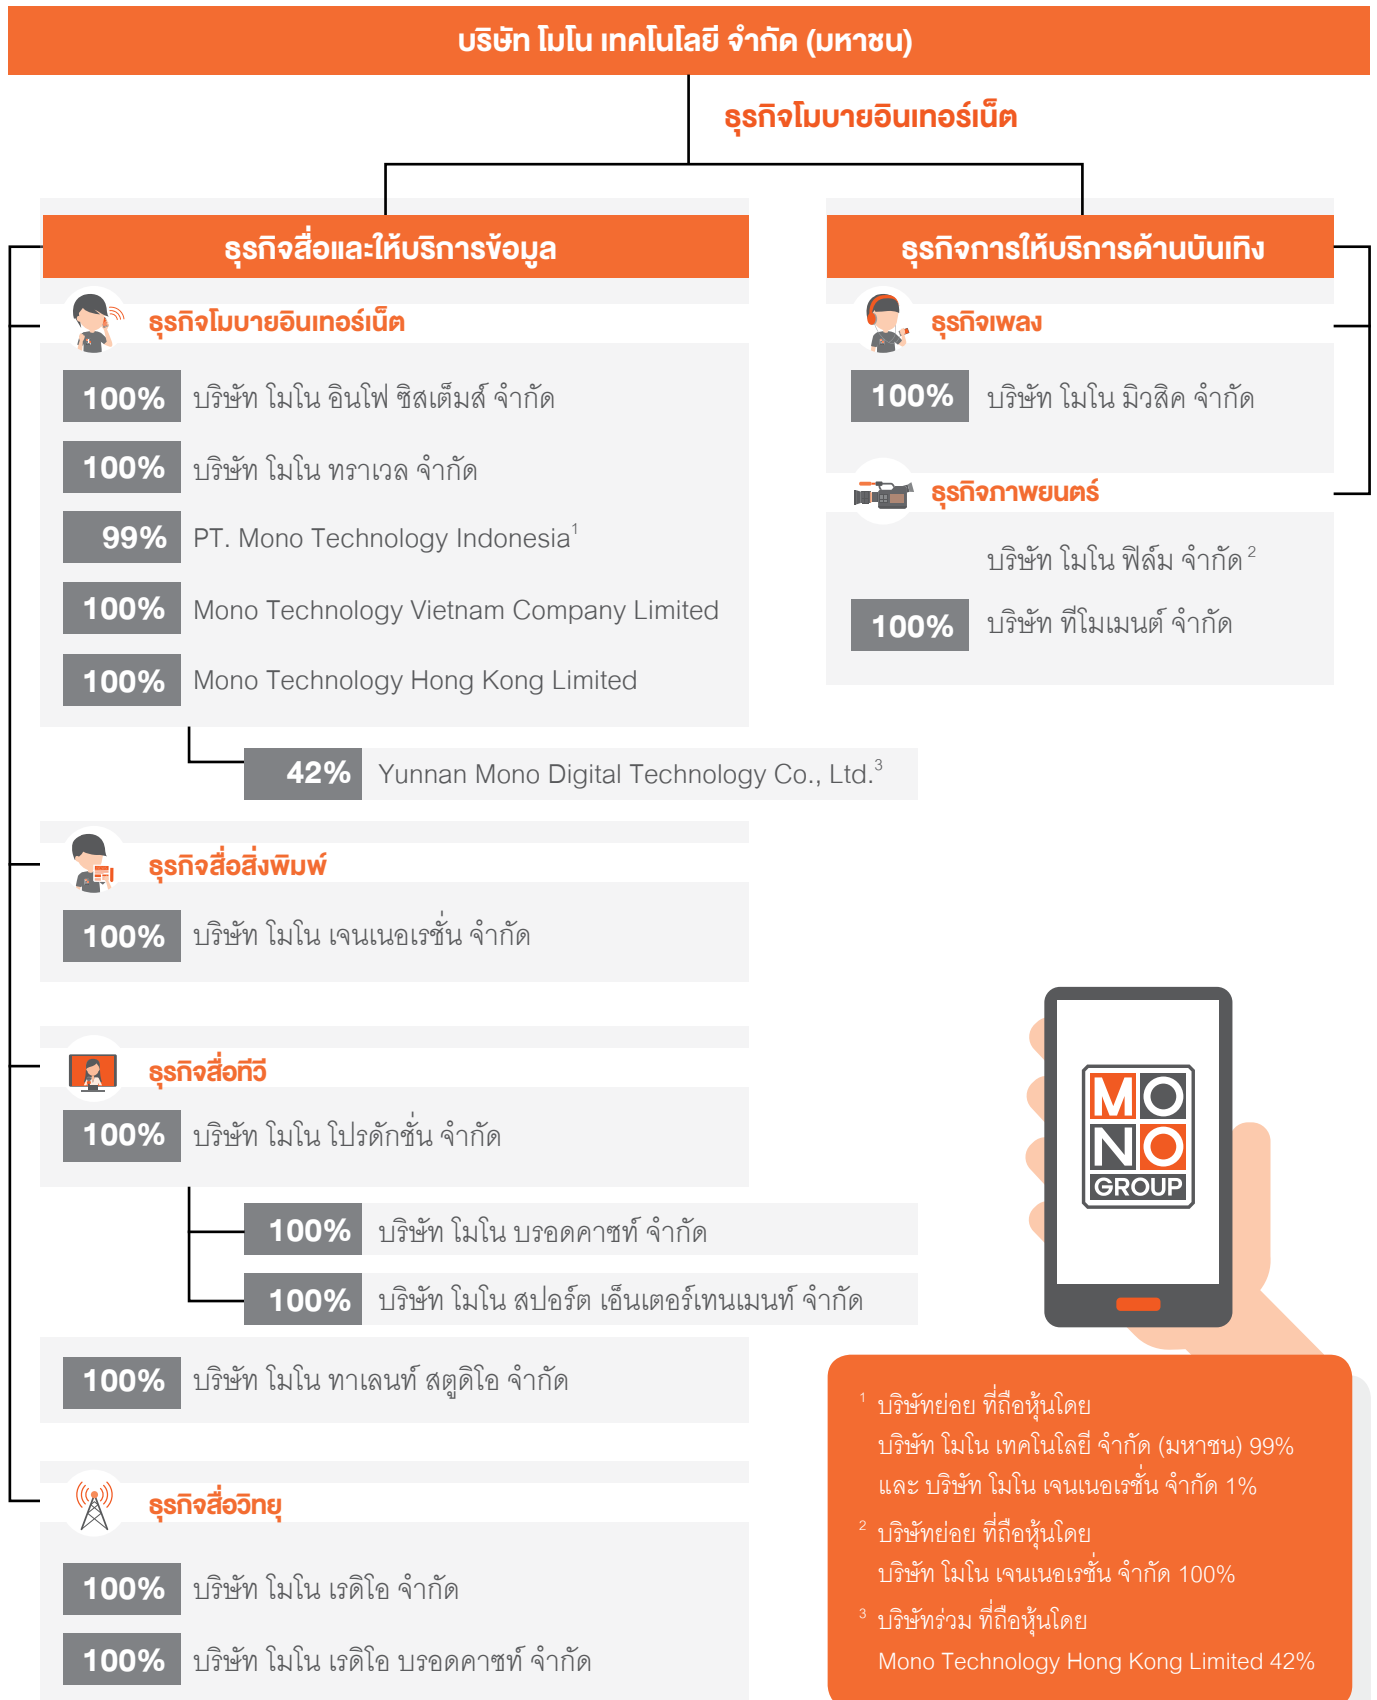 บริษัท โมโน เทคโนโลยี จำกัด (มหาชน)
ธุรกิจโมบายอินเทอร์เน็ต
ธุรกิจสื่อและให้บริการข้อมูล
ธุรกิจโมบายอินเทอร์เน็ต
100% บริษัท โมโน อินโฟ ซิสเต็มส์ จำกัด
100% บริษัท โมโน ทราเวล จำกัด
99% PT. Mono Technology Indonesia¹
100% Mono Technology Vietnam Company Limited
100% Mono Technology Hong Kong Limited
42% Yunnan Mono Digital Technology Co., Ltd.³
ธุรกิจสื่อสิ่งพิมพ์
100% บริษัท โมโน เจนเนอเรชั่น จำกัด
ธุรกิจสื่อทีวี
100% บริษัท โมโน โปรดักชั่น จำกัด
100% บริษัท โมโน บรอดคาซท์ จำกัด
100% บริษัท โมโน สปอร์ต เอ็นเตอร์เทนเมนท์ จำกัด
100% บริษัท โมโน ทาเลนท์ สตูดิโอ จำกัด
ธุรกิจสื่อวิทยุ
100% บริษัท โมโน เรดิโอ จำกัด
100% บริษัท โมโน เรดิโอ บรอดคาซท์ จำกัด
ธุรกิจการให้บริการด้านบันเทิง
ธุรกิจเพลง
100% บริษัท โมโน มิวสิค จำกัด
ธุรกิจภาพยนตร์
บริษัท โมโน ฟิล์ม จำกัด ²
100% บริษัท ทีโมเมนต์ จำกัด
MO
NO
GROUP
¹ บริษัทย่อย ที่ถือหุ้นโดย
บริษัท โมโน เทคโนโลยี จำกัด (มหาชน) 99%
และ บริษัท โมโน เจนเนอเรชั่น จำกัด 1%
² บริษัทย่อย ที่ถือหุ้นโดย
บริษัท โมโน เจนเนอเรชั่น จำกัด 100%
³ บริษัทร่วม ที่ถือหุ้นโดย
Mono Technology Hong Kong Limited 42%